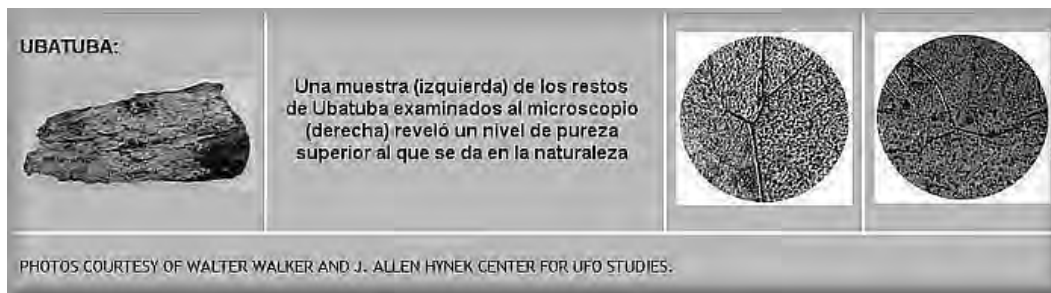 UBATUBA:
Una muestra (izquierda) de los restos
de Ubatuba examinados al microscopio
(derecha) reveló un nivel de pureza
superior al que se da en la naturaleza
PHOTOS COURTESY OF WALTER WALKER AND J. ALLEN HYNEK CENTER FOR UFO STUDIES.